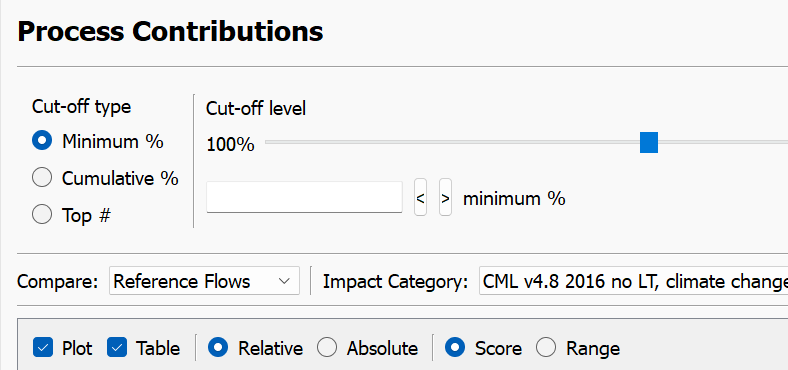 Process Contributions
Cut-off type
Cut-off level
Minimum %
100%
Cumulative %
< > minimum %
Top #
Compare: Reference Flows Impact Category: CML v4.8 2016 no LT, climate change
Plot Table Relative Absolute Score Range